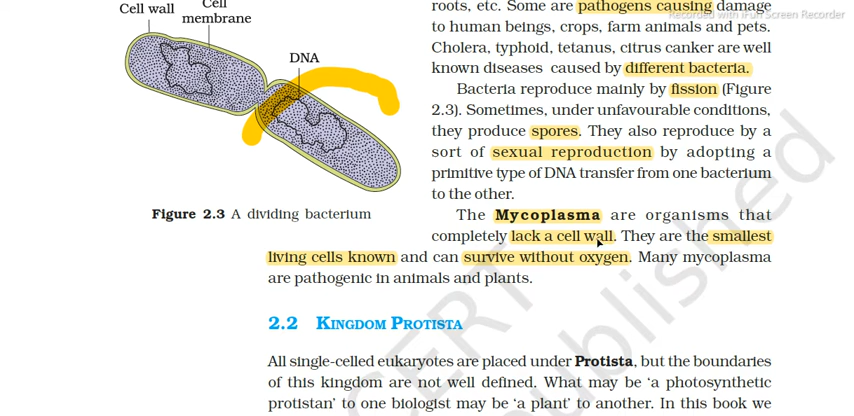 roots, etc. Some are pathogens causing damage
Recorded with iFun Screen Recorder
Cell wall
Cell
membrane
DNA
to human beings, crops, farm animals and pets.
Cholera, typhoid, tetanus, citrus canker are well
known diseases caused by different bacteria.
Bacteria reproduce mainly by fission (Figure
2.3). Sometimes, under unfavourable conditions,
they produce spores. They also reproduce by a
sort of sexual reproduction by adopting a
primitive type of DNA transfer from one bacterium
to the other.
Figure 2.3 A dividing bacterium
The Mycoplasma are organisms that
completely lack a cell wall. They are the smallest
living cells known and can survive without oxygen. Many mycoplasma
are pathogenic in animals and plants.
2.2 KINGDOM PROTISTA
All single-celled eukaryotes are placed under Protista, but the boundaries
of this kingdom are not well defined. What may be ‘a photosynthetic
protistan’ to one biologist may be ‘a plant’ to another. In this book we